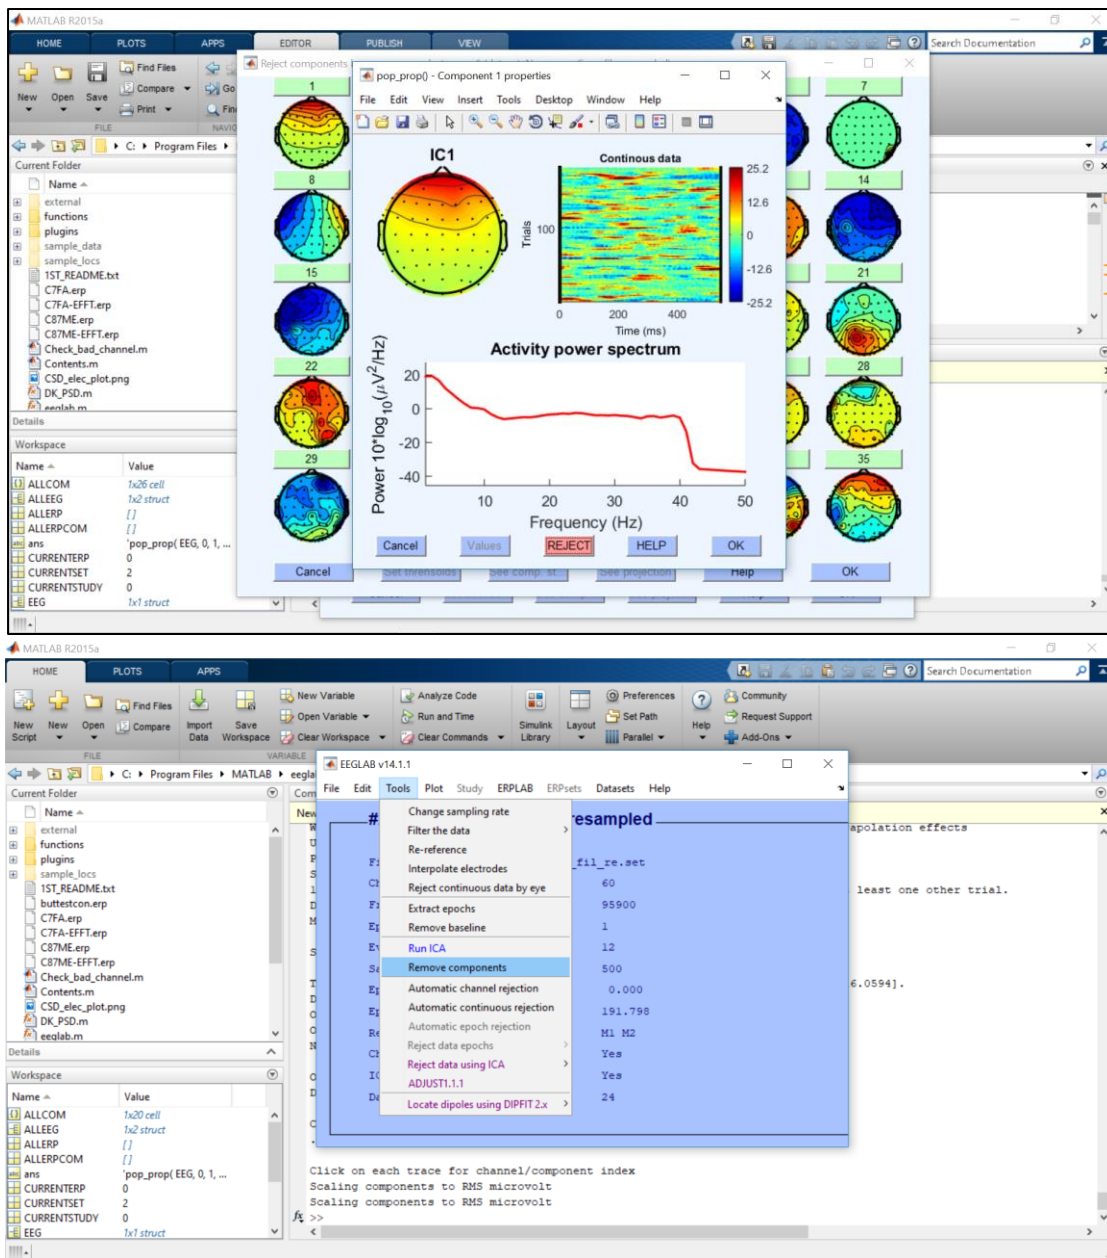 MATLAB R2015a
HOME PLOTS APPS EDITOR PUBLISH VIEW
Search Documentation
New Open Save
Find Files
Compare
Print
FILE
C: Program Files
Current Folder
Name
external
functions
plugins
sample_data
sample_locs
1ST_README.txt
C7FA.erp
C7FA-EFFT.erp
C87ME.erp
C87ME-EFFT.erp
Check_bad_channel.m
Contents.m
CSD_elec_plot.png
DK_PSD.m
eeglab.m
Details
Workspace
Name Value
ALLCOM 1x26 cell
ALLEEG 1x2 struct
ALLERP []
ALLERPCOM []
ans 'pop_prop( EEG, 0, 1, ...
CURRENTERP 0
CURRENTSET 2
CURRENTSTUDY 0
EEG 1x1 struct
Reject components
1 7
8 14
15 21
22 28
29 35
Cancel Set thresholds See comp. st... See projection Help OK
pop_prop() - Component 1 properties
File Edit View Insert Tools Desktop Window Help
IC1
Continous data
Trials
100
0 200 400
Time (ms)
25.2
12.6
0
-12.6
-25.2
Activity power spectrum
Power 10*log10(μV2/Hz)
20
0
-20
-40
10 20 30 40 50
Frequency (Hz)
Cancel Values REJECT HELP OK
MATLAB R2015a
HOME PLOTS APPS
Search Documentation
New Script
New
Open
Find Files
Compare
Import Data
Save Workspace
New Variable
Open Variable
Clear Workspace
Analyze Code
Run and Time
Clear Commands
Simulink Library
Layout
Preferences
Set Path
Parallel
Help
Community
Request Support
Add-Ons
FILE VARIABLE
C: Program Files MATLAB eegla
Current Folder
Name
external
functions
plugins
sample_locs
1ST_README.txt
buttestcon.erp
C7FA.erp
C7FA-EFFT.erp
C87ME.erp
C87ME-EFFT.erp
Check_bad_channel.m
Contents.m
CSD_elec_plot.png
DK_PSD.m
eeglab.m
Details
Workspace
Name Value
ALLCOM 1x20 cell
ALLEEG 1x2 struct
ALLERP []
ALLERPCOM []
ans 'pop_prop( EEG, 0, 1, ...
CURRENTERP 0
CURRENTSET 2
CURRENTSTUDY 0
EEG 1x1 struct
EEGLAB v14.1.1
File Edit Tools Plot Study ERPLAB ERPsets Datasets Help
Change sampling rate
Filter the data
Re-reference
Interpolate electrodes
Reject continuous data by eye
Extract epochs
Remove baseline
Run ICA
Remove components
Automatic channel rejection
Automatic continuous rejection
Automatic epoch rejection
Reject data epochs
Reject data using ICA
ADJUST1.1.1
Locate dipoles using DIPFIT 2.x
# resampled
_fil_re.set
60
95900
1
12
500
0.000
191.798
M1 M2
Yes
Yes
24
apolation effects
least one other trial.
6.0594].
Click on each trace for channel/component index
Scaling components to RMS microvolt
Scaling components to RMS microvolt
fx >>